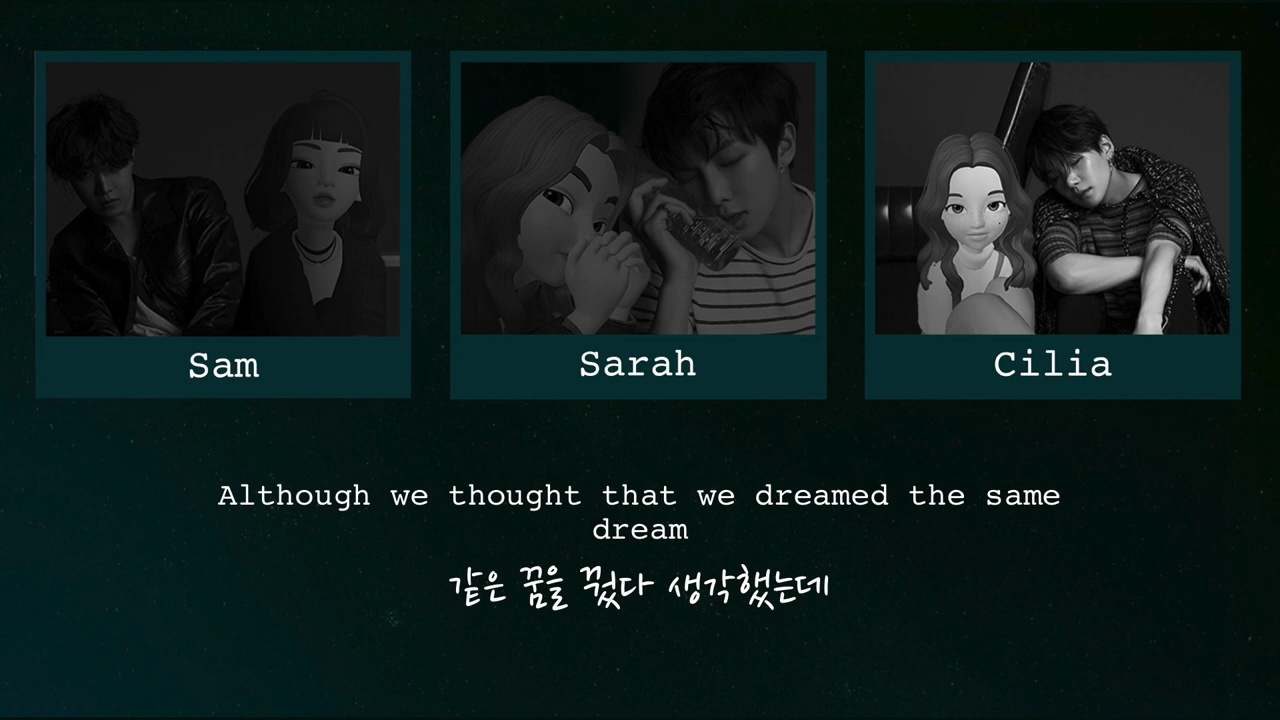 Sam
Sarah
Cilia
Although we thought that we dreamed the same
dream
같은 꿈을 꿨다 생각했는데